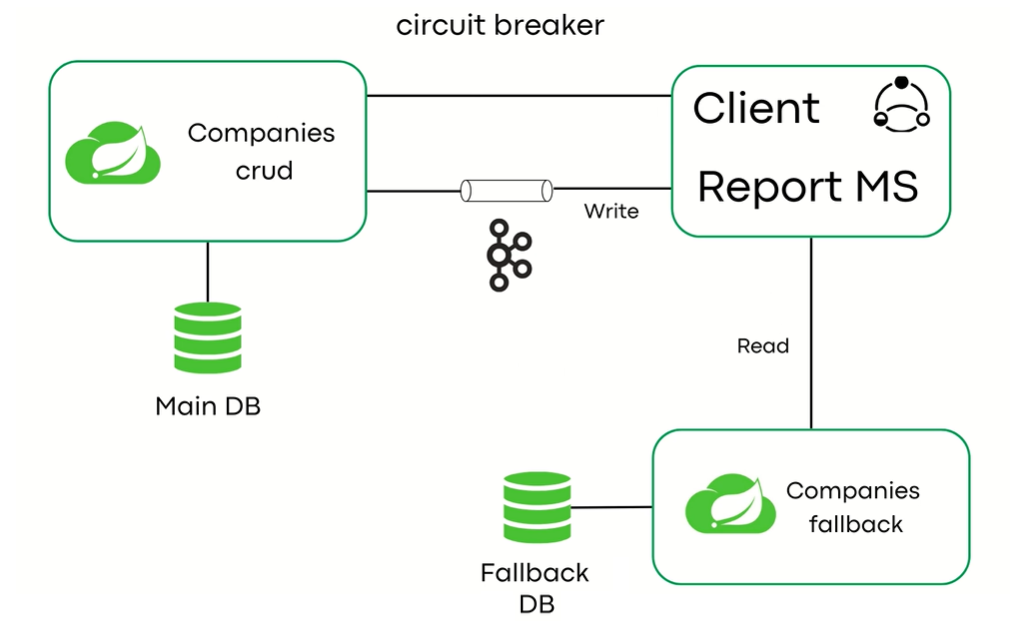 circuit breaker
Companies
crud
Client
Report MS
Write
Main DB
Read
Companies
fallback
Fallback
DB